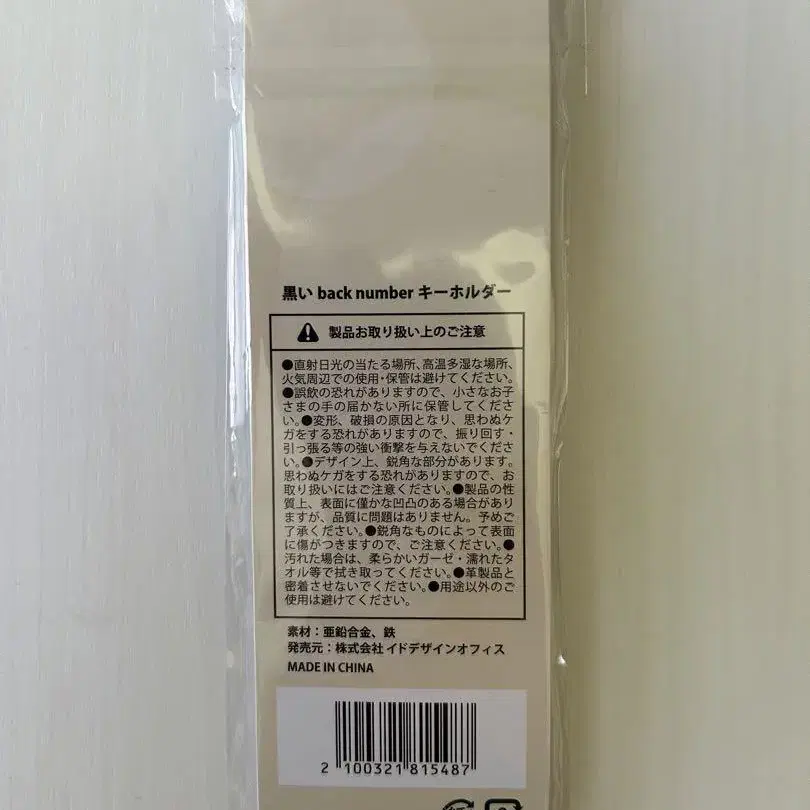 黒い back number キーホルダー
製品お取り扱い上のご注意
●直射日光の当たる場所、高温多湿な場所、
火気周辺での使用・保管は避けてください。
●誤飲の恐れがありますので、小さなお子
さまの手の届かない所に保管してくださ
い。●変形、破損の原因となり、思わぬケ
ガをする恐れがありますので、振り回す・
引っ張る等の強い衝撃を与えないでくださ
い。●デザイン上、鋭角な部分があります。
思わぬケガをする恐れがありますので、お
取り扱いにはご注意ください。●製品の性
質上、表面に僅かな凹凸のある場合があり
ますが、品質に問題はありません。予めご
了承ください。●鋭角なものによって表面
に傷がつきますので、ご注意ください。●
汚れた場合は、柔らかいガーゼ・濡れたタ
オル等で拭き取ってください。●革製品と
密着させないでください。●用途以外のご
使用は避けてください。
素材：亜鉛合金、鉄
発売元：株式会社イドデザインオフィス
MADE IN CHINA
2 100321 815487